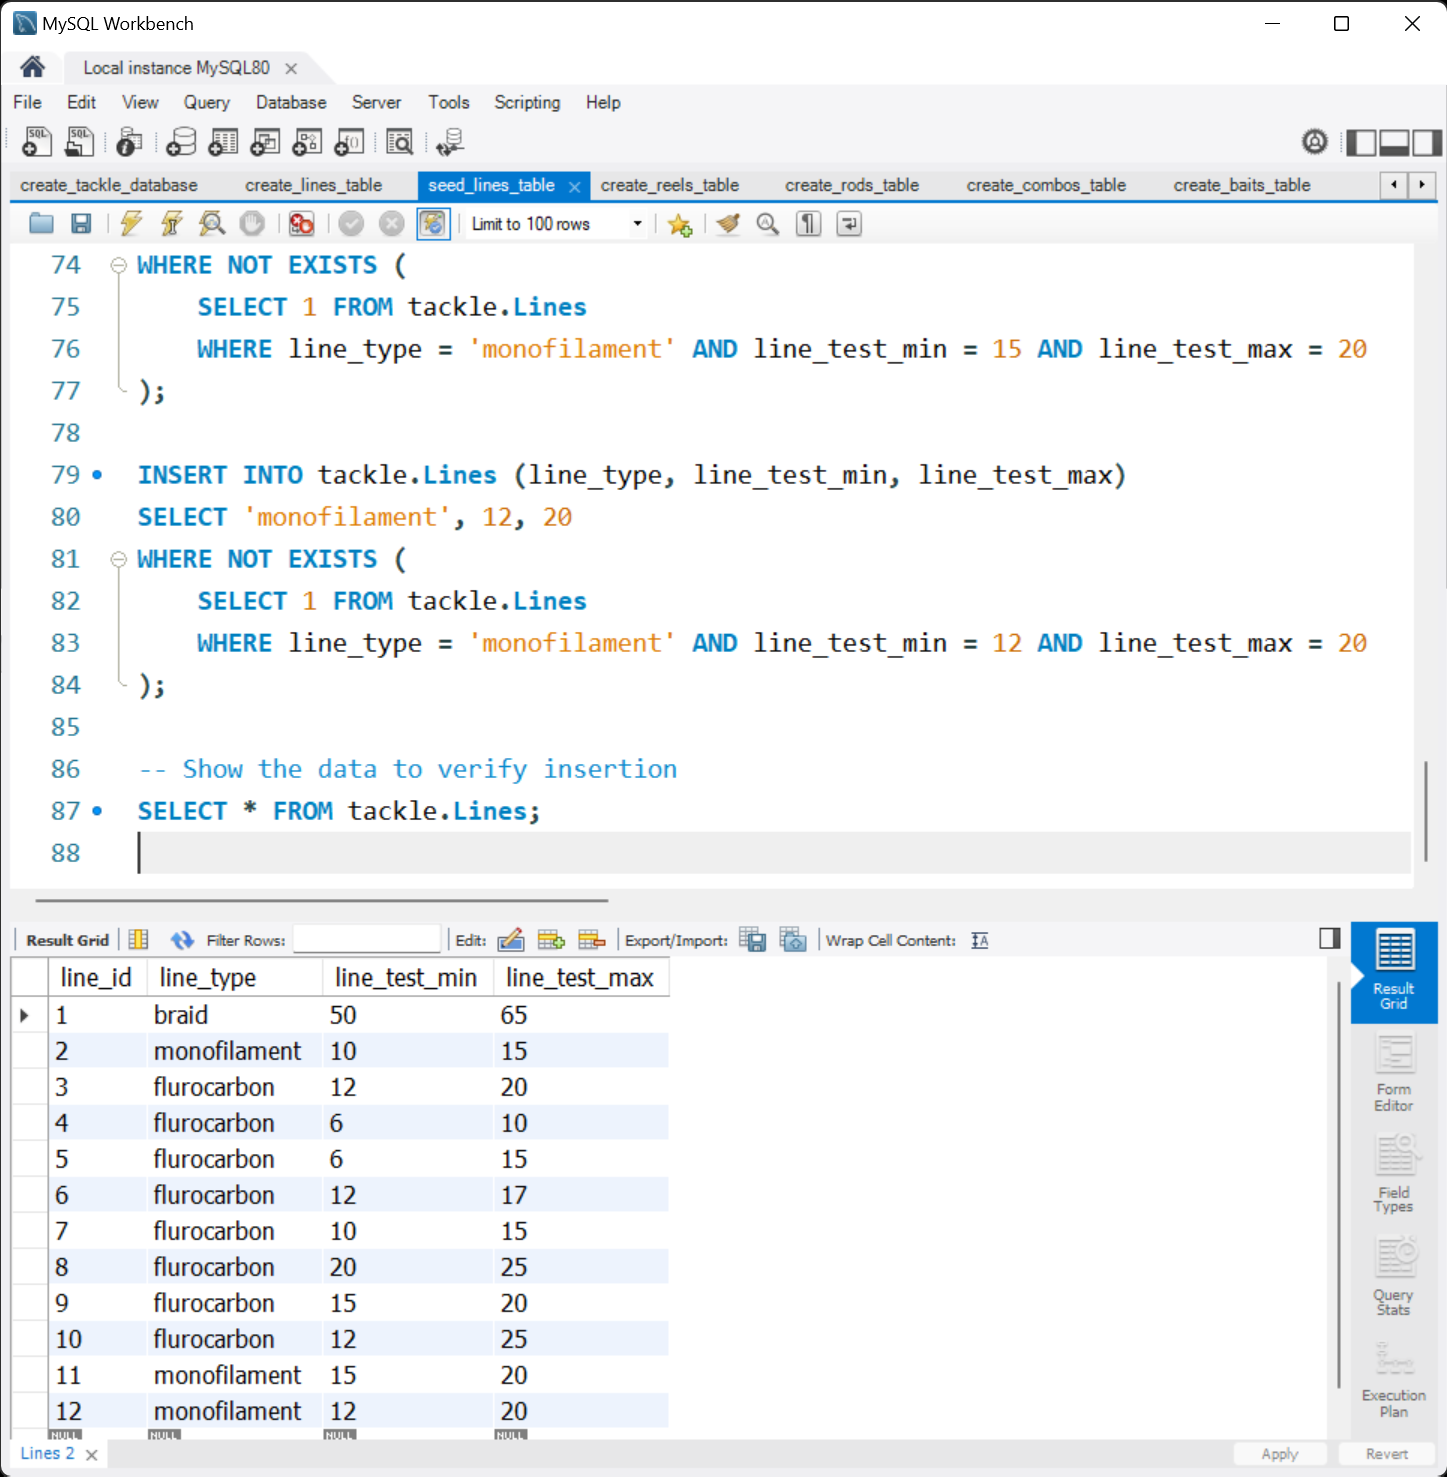 MySQL Workbench
Local instance MySQL80
File Edit View Query Database Server Tools Scripting Help
create_tackle_database create_lines_table seed_lines_table create_reels_table create_rods_table create_combos_table create_baits_table
Limit to 100 rows
74 WHERE NOT EXISTS (
75 SELECT 1 FROM tackle.Lines
76 WHERE line_type = 'monofilament' AND line_test_min = 15 AND line_test_max = 20
77 );
78
79 INSERT INTO tackle.Lines (line_type, line_test_min, line_test_max)
80 SELECT 'monofilament', 12, 20
81 WHERE NOT EXISTS (
82 SELECT 1 FROM tackle.Lines
83 WHERE line_type = 'monofilament' AND line_test_min = 12 AND line_test_max = 20
84 );
85
86 -- Show the data to verify insertion
87 SELECT * FROM tackle.Lines;
88
Result Grid Filter Rows: Edit: Export/Import: Wrap Cell Content:
line_id line_type line_test_min line_test_max
1 braid 50 65
2 monofilament 10 15
3 flurocarbon 12 20
4 flurocarbon 6 10
5 flurocarbon 6 15
6 flurocarbon 12 17
7 flurocarbon 10 15
8 flurocarbon 20 25
9 flurocarbon 15 20
10 flurocarbon 12 25
11 monofilament 15 20
12 monofilament 12 20
NULL NULL NULL NULL
Result
Grid
Form
Editor
Field
Types
Query
Stats
Execution
Plan
Lines 2
Apply Revert